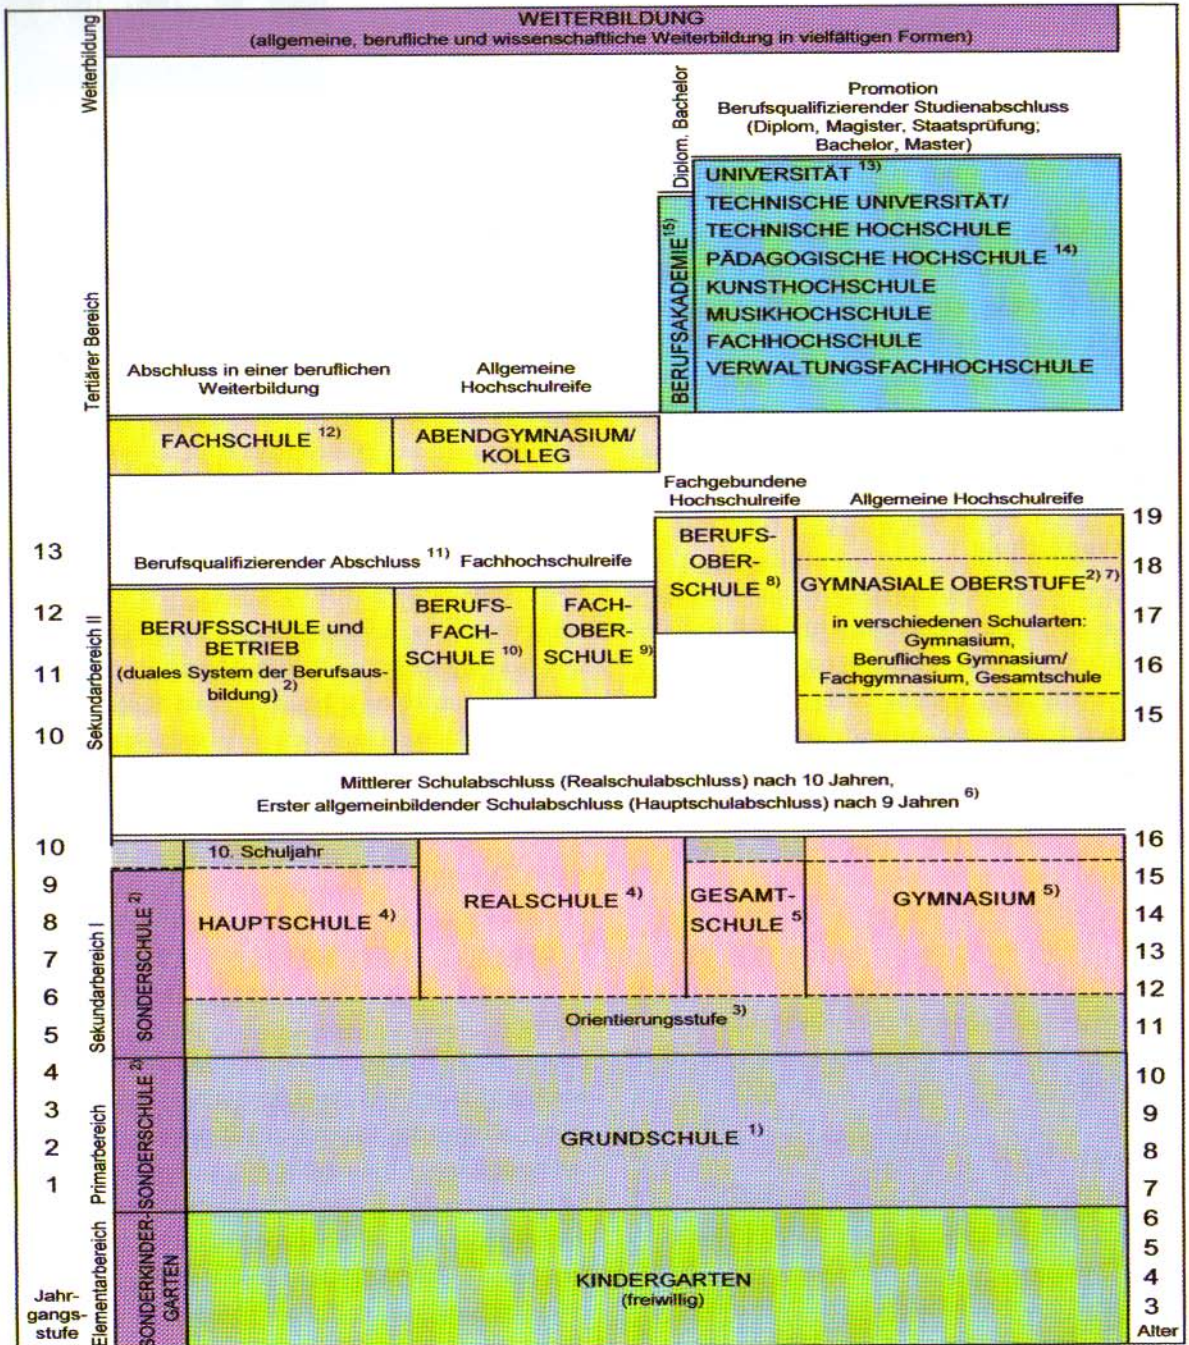 WEITERBILDUNG
(allgemeine, berufliche und wissenschaftliche Weiterbildung in vielfältigen Formen)
Weiterbildung
Diplom, Bachelor
Promotion
Berufsqualifizierender Studienabschluss
(Diplom, Magister, Staatsprüfung;
Bachelor, Master)
Tertiärer Bereich
BERUFSAKADEMIE 15)
UNIVERSITÄT 13)
TECHNISCHE UNIVERSITÄT/
TECHNISCHE HOCHSCHULE
PÄDAGOGISCHE HOCHSCHULE 14)
KUNSTHOCHSCHULE
MUSIKHOCHSCHULE
FACHHOCHSCHULE
VERWALTUNGSFACHHOCHSCHULE
Abschluss in einer beruflichen
Weiterbildung
Allgemeine
Hochschulreife
FACHSCHULE 12)
ABENDGYMNASIUM/
KOLLEG
Fachgebundene
Hochschulreife
Allgemeine Hochschulreife
Berufsqualifizierender Abschluss 11)
Fachhochschulreife
Sekundarbereich II
13
12
11
10
BERUFSSCHULE und
BETRIEB
(duales System der Berufsaus-
bildung) 2)
BERUFS-
FACH-
SCHULE 10)
FACH-
OBER-
SCHULE 9)
BERUFS-
OBER-
SCHULE 8)
GYMNASIALE OBERSTUFE 2) 7)
in verschiedenen Schularten:
Gymnasium,
Berufliches Gymnasium/
Fachgymnasium, Gesamtschule
19
18
17
16
15
Mittlerer Schulabschluss (Realschulabschluss) nach 10 Jahren,
Erster allgemeinbildender Schulabschluss (Hauptschulabschluss) nach 9 Jahren 6)
10
9
8
7
6
5
Sekundarbereich I
SONDERSCHULE 2)
10. Schuljahr
HAUPTSCHULE 4)
REALSCHULE 4)
GESAMT-
SCHULE 5
GYMNASIUM 5)
Orientierungsstufe 3)
16
15
14
13
12
11
4
3
2
1
Primarbereich
SONDERSCHULE 2)
GRUNDSCHULE 1)
10
9
8
7
Jahr-
gangs-
stufe
Elementarbereich
SONDERKINDER-
GARTEN
KINDERGARTEN
(freiwillig)
6
5
4
3
Alter